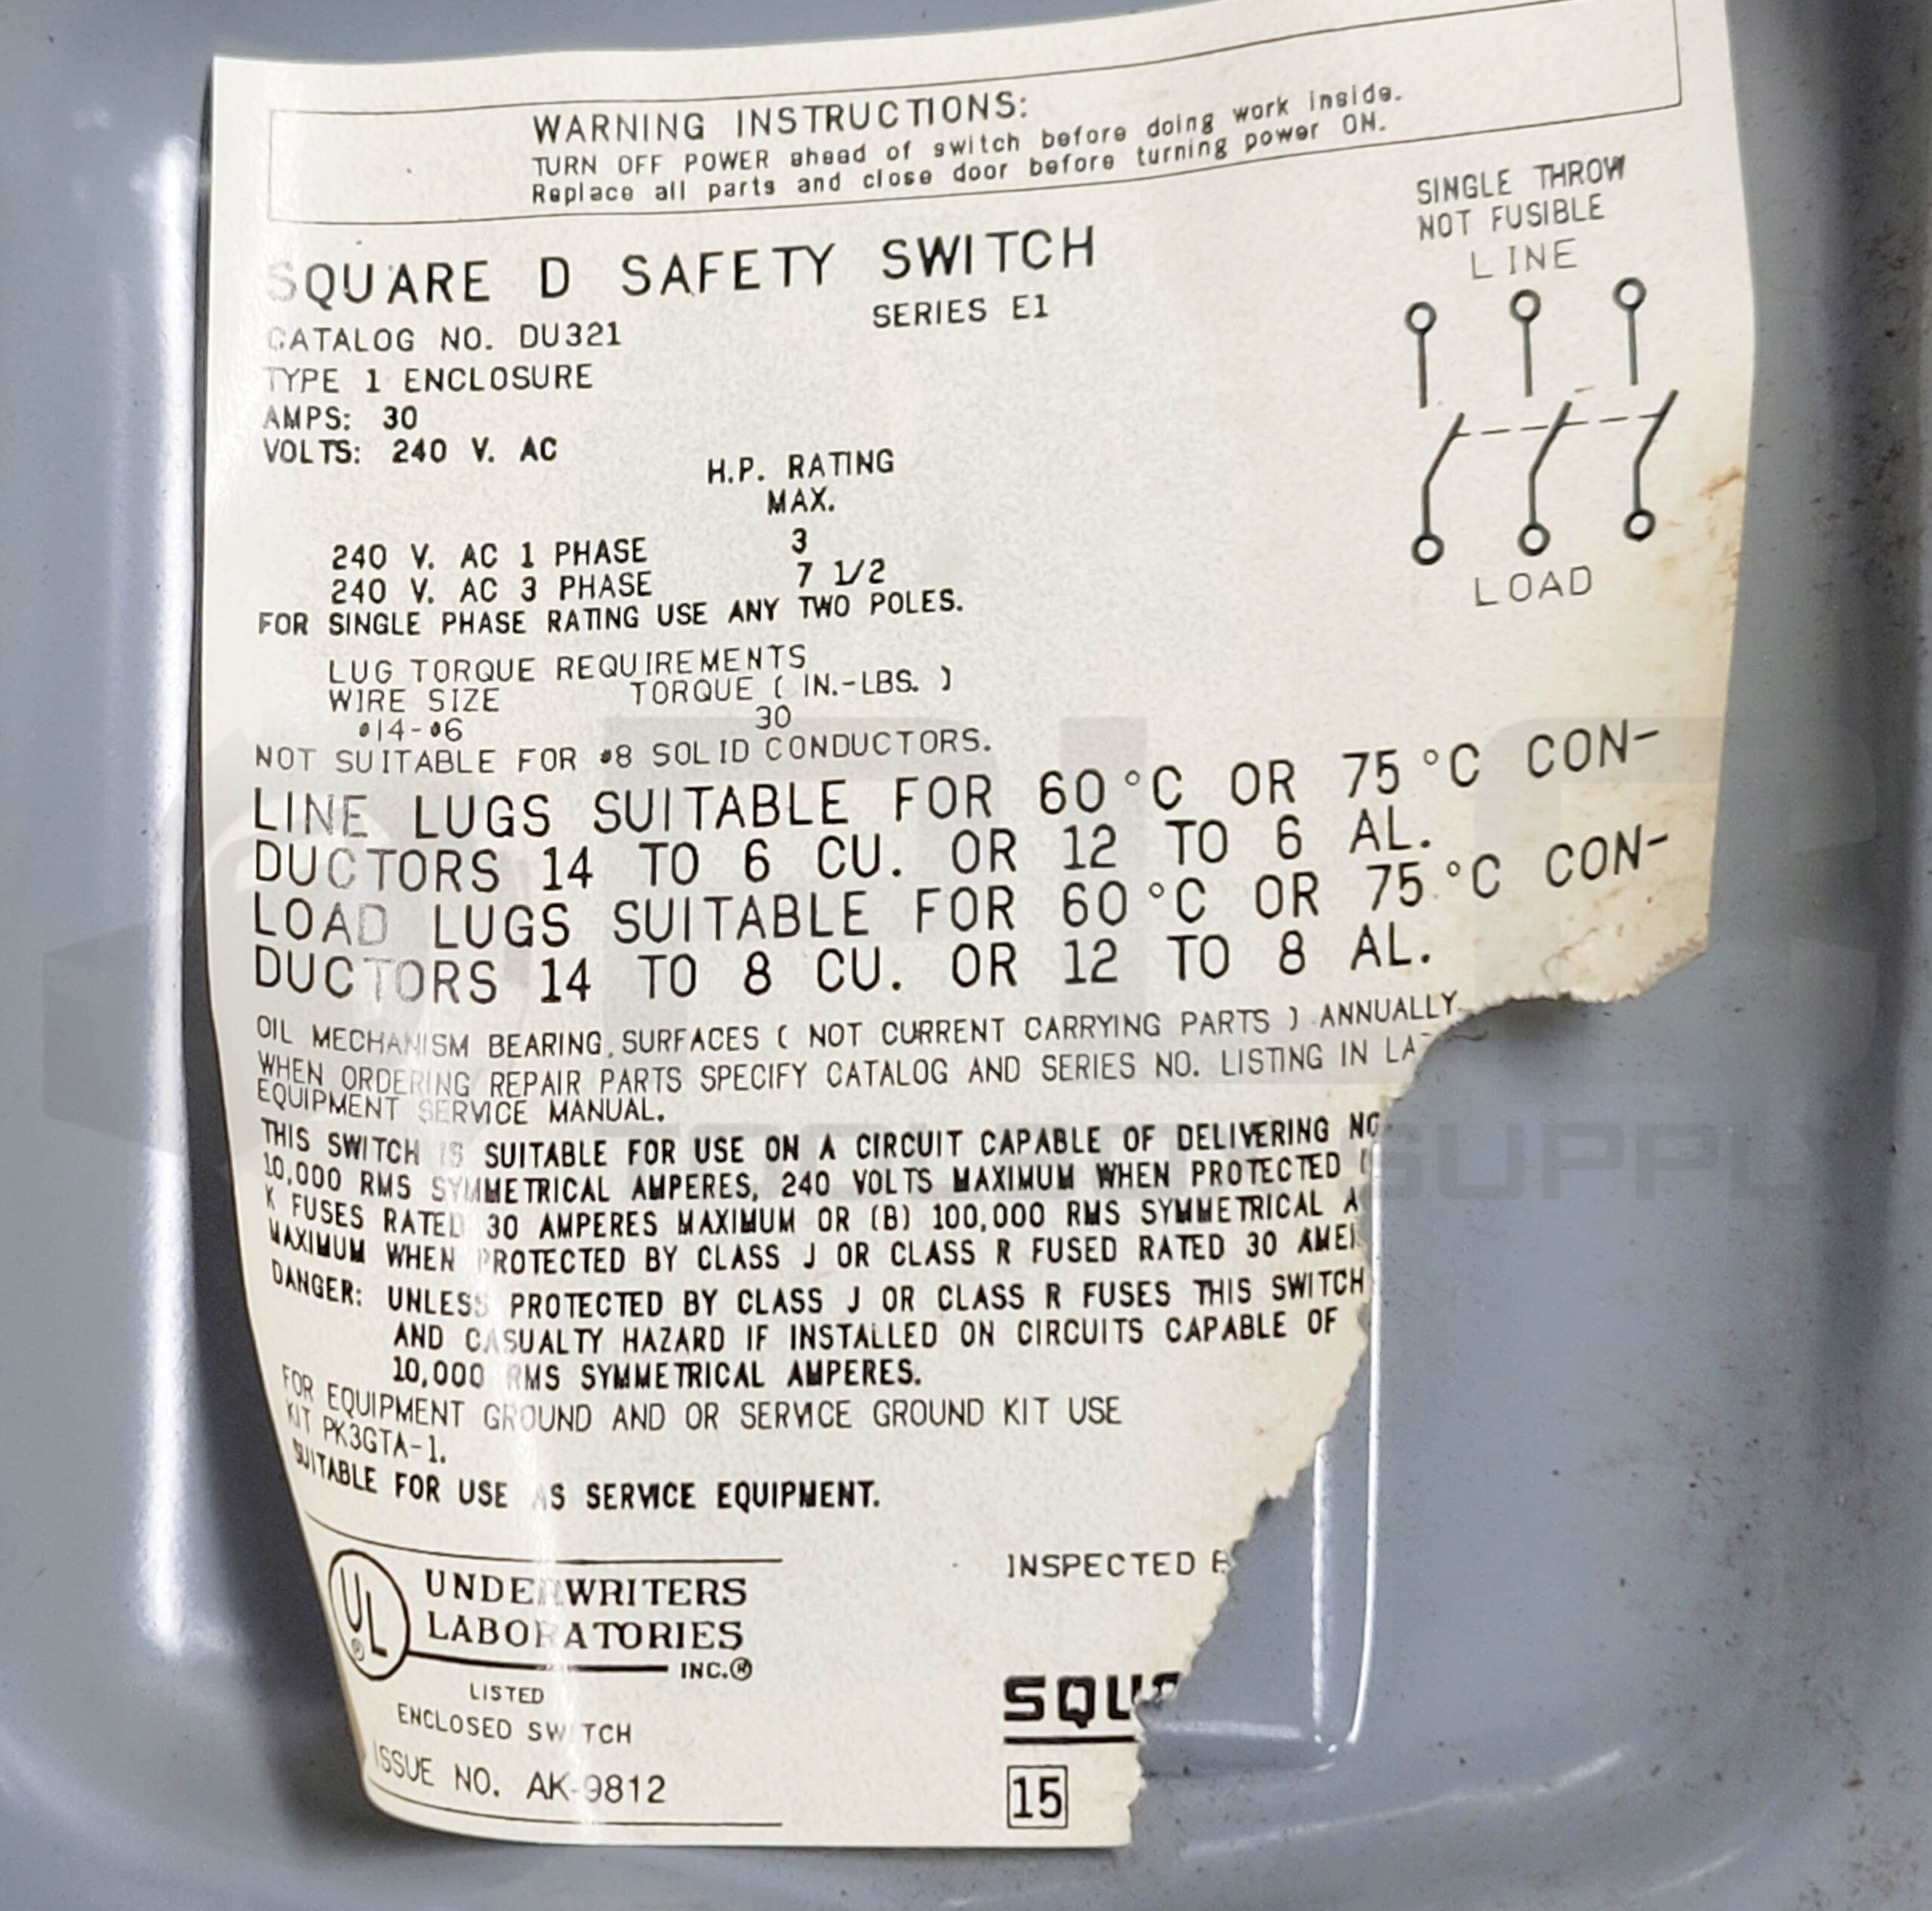 WARNING INSTRUCTIONS:
TURN OFF POWER ahead of switch before doing work inside.
Replace all parts and close door before turning power ON.
SINGLE THROW
NOT FUSIBLE
LINE
LOAD
SQUARE D SAFETY SWITCH
SERIES E1
CATALOG NO. DU321
TYPE 1 ENCLOSURE
AMPS: 30
VOLTS: 240 V. AC
H.P. RATING
MAX.
240 V. AC 1 PHASE 3
240 V. AC 3 PHASE 7 1/2
FOR SINGLE PHASE RATING USE ANY TWO POLES.
LUG TORQUE REQUIREMENTS
WIRE SIZE TORQUE ( IN.-LBS. )
#14-#6 30
NOT SUITABLE FOR #8 SOLID CONDUCTORS.
LINE LUGS SUITABLE FOR 60°C OR 75°C CON-
DUCTORS 14 TO 6 CU. OR 12 TO 6 AL.
LOAD LUGS SUITABLE FOR 60°C OR 75°C CON-
DUCTORS 14 TO 8 CU. OR 12 TO 8 AL.
OIL MECHANISM BEARING SURFACES ( NOT CURRENT CARRYING PARTS ) ANNUALLY
WHEN ORDERING REPAIR PARTS SPECIFY CATALOG AND SERIES NO. LISTING IN LA
EQUIPMENT SERVICE MANUAL.
THIS SWITCH IS SUITABLE FOR USE ON A CIRCUIT CAPABLE OF DELIVERING
10,000 RMS SYMMETRICAL AMPERES, 240 VOLTS MAXIMUM WHEN PROTECTED
K FUSES RATED 30 AMPERES MAXIMUM OR (B) 100,000 RMS SYMMETRICAL A
MAXIMUM WHEN PROTECTED BY CLASS J OR CLASS R FUSED RATED 30
DANGER: UNLESS PROTECTED BY CLASS J OR CLASS R FUSES THIS SWITCH
AND CASUALTY HAZARD IF INSTALLED ON CIRCUITS CAPABLE OF
10,000 RMS SYMMETRICAL AMPERES.
FOR EQUIPMENT GROUND AND OR SERVICE GROUND KIT USE
KIT PK3GTA-1.
SUITABLE FOR USE AS SERVICE EQUIPMENT.
UL
®
UNDERWRITERS
LABORATORIES
INC.®
LISTED
ENCLOSED SWITCH
ISSUE NO. AK-9812
INSPECTED
SQU
15
SUPPLY